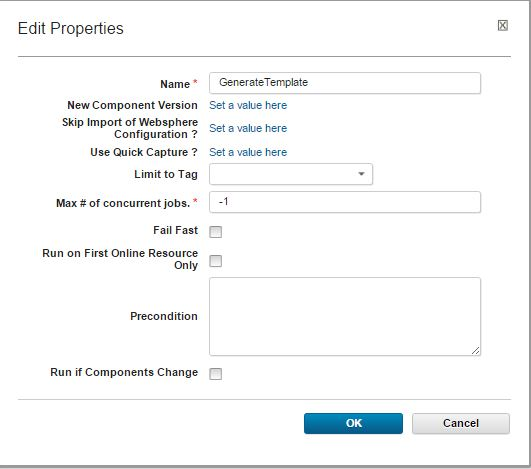 Edit Properties
Name * GenerateTemplate
New Component Version Set a value here
Skip Import of Websphere
Configuration ? Set a value here
Use Quick Capture ? Set a value here
Limit to Tag
Max # of concurrent jobs. * -1
Fail Fast
Run on First Online Resource
Only
Precondition
Run if Components Change
OK Cancel